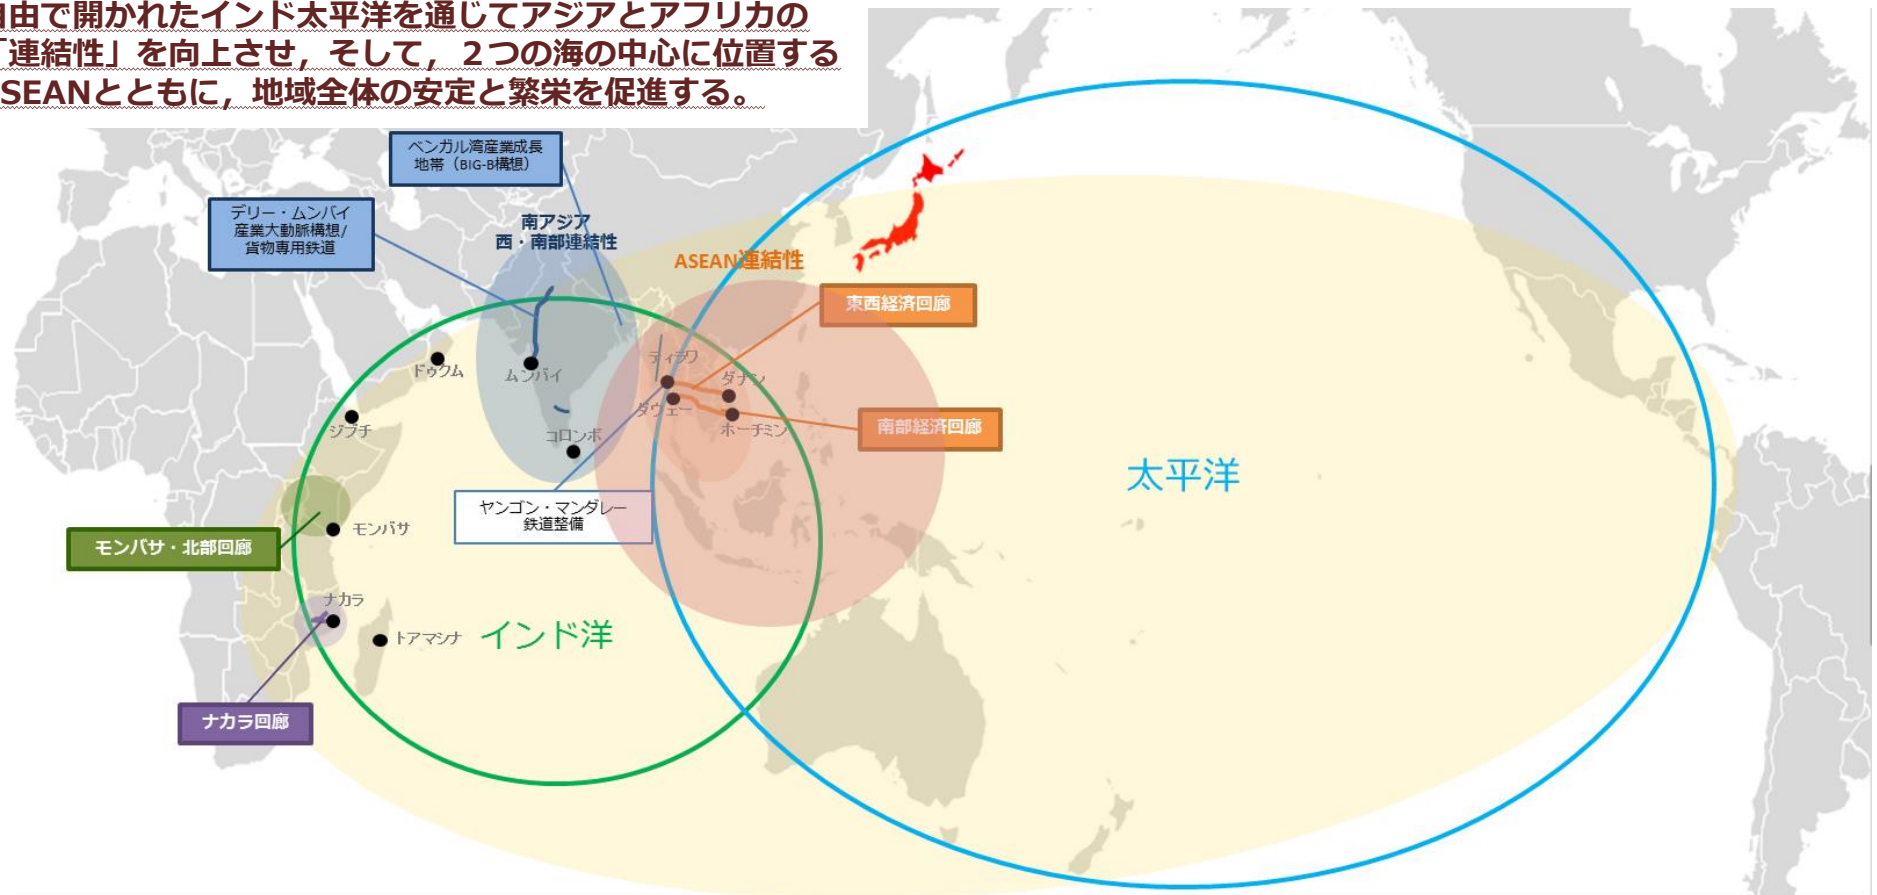 由で開かれたインド太平洋を通じてアジアとアフリカの
「連結性」を向上させ，そして，２つの海の中心に位置する
SEANとともに，地域全体の安定と繁栄を促進する。
ベンガル湾産業成長
地帯（BIG-B構想）
デリー・ムンバイ
産業大動脈構想/
貨物専用鉄道
南アジア
西・南部連結性
ASEAN連結性
東西経済回廊
ティラワ
ドゥクム
ムンバイ
ダナン
ダウェー
ジブチ
コロンボ
ホーチミン
南部経済回廊
太平洋
ヤンゴン・マンダレー
鉄道整備
モンバサ
モンバサ・北部回廊
ナカラ
トアマシナ
インド洋
ナカラ回廊